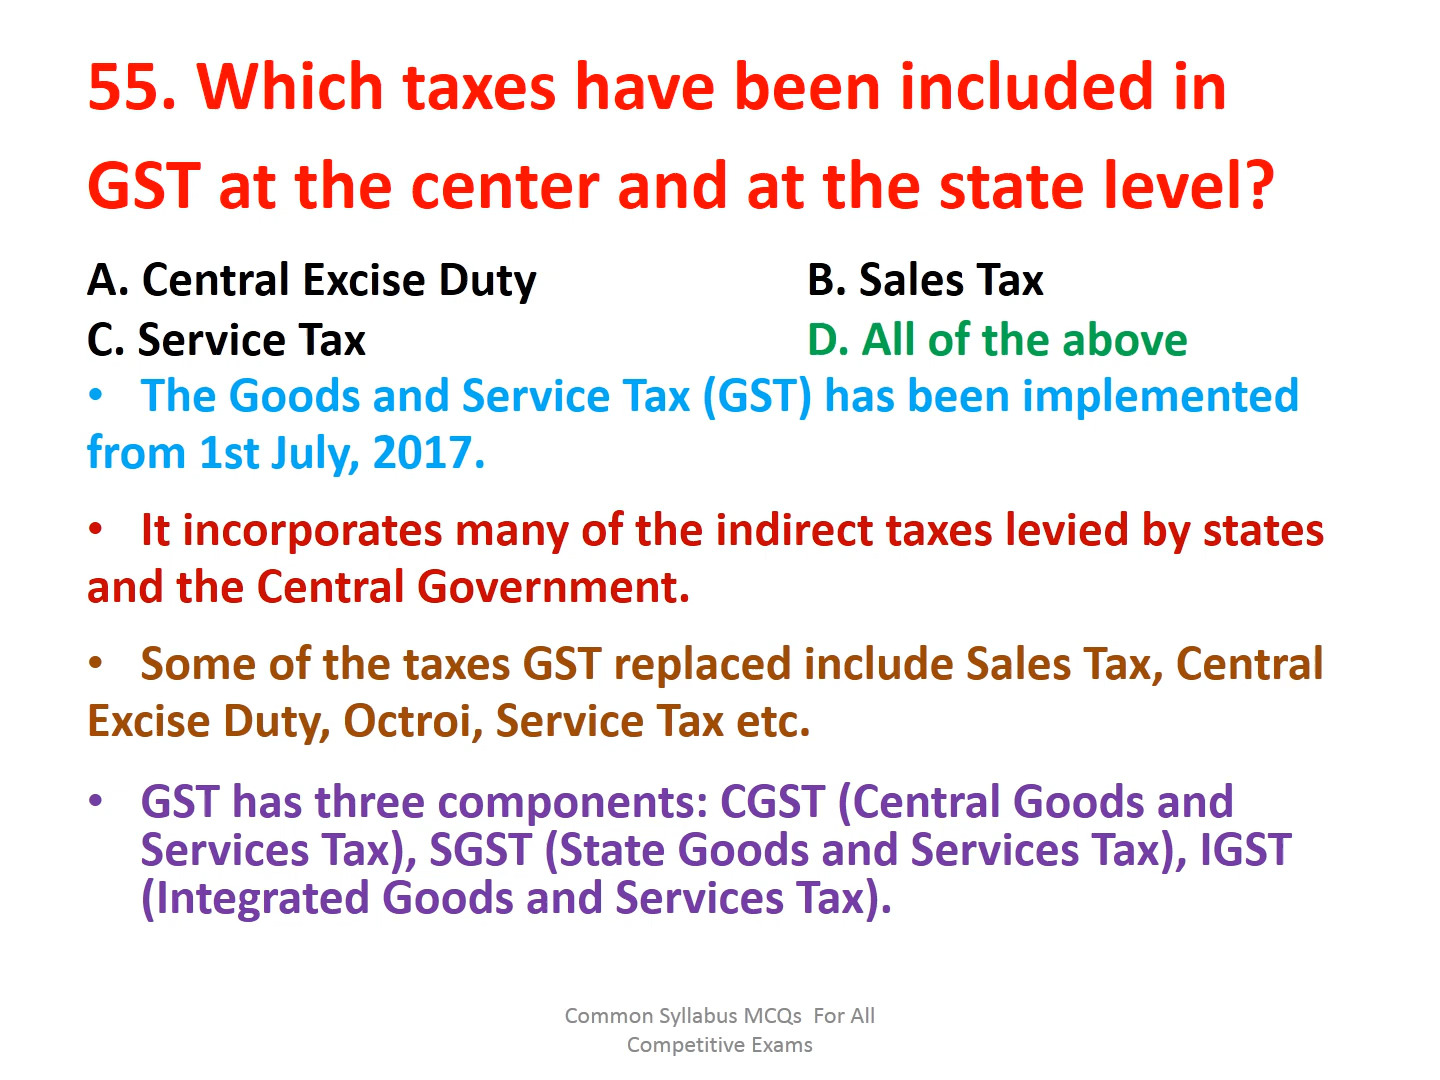 55. Which taxes have been included in
GST at the center and at the state level?
A. Central Excise Duty B. Sales Tax
C. Service Tax D. All of the above
• The Goods and Service Tax (GST) has been implemented
from 1st July, 2017.
• It incorporates many of the indirect taxes levied by states
and the Central Government.
• Some of the taxes GST replaced include Sales Tax, Central
Excise Duty, Octroi, Service Tax etc.
• GST has three components: CGST (Central Goods and
Services Tax), SGST (State Goods and Services Tax), IGST
(Integrated Goods and Services Tax).
Common Syllabus MCQs For All
Competitive Exams